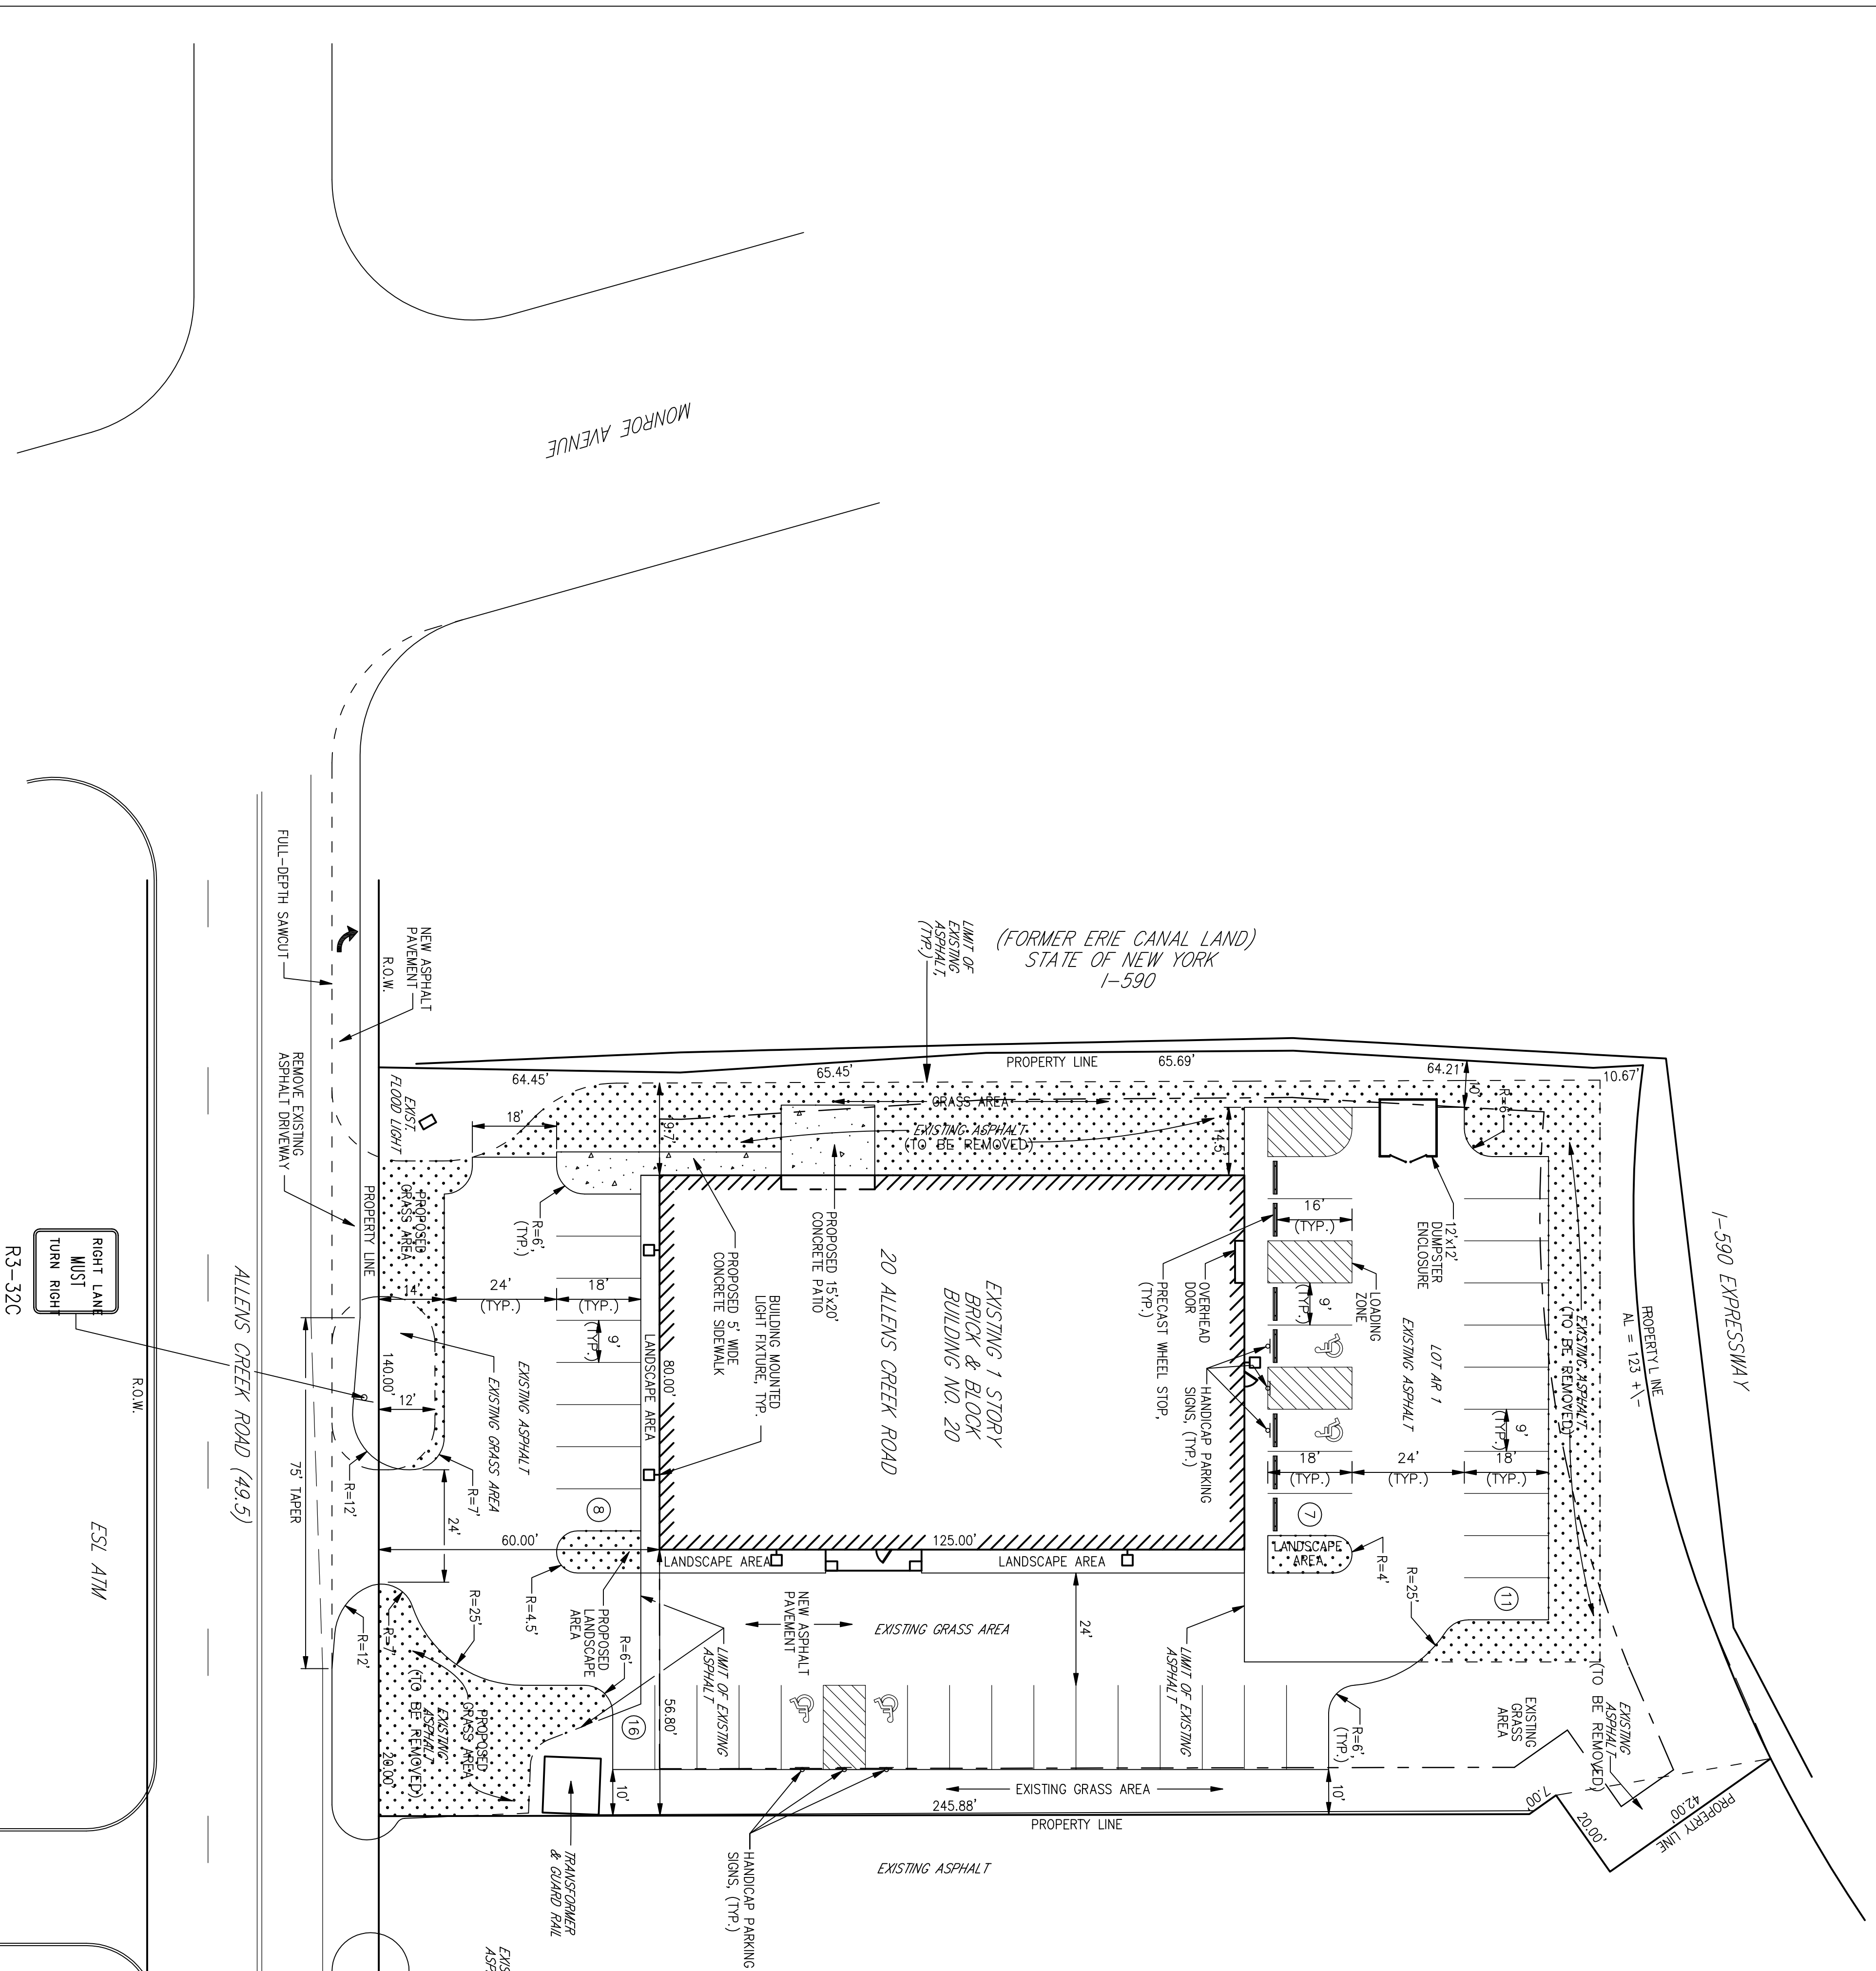 MONROE AVENUE
I-590 EXPRESSWAY
(FORMER ERIE CANAL LAND)
STATE OF NEW YORK
I-590
LIMIT OF
EXISTING
ASPHALT,
(TYP.)
FULL-DEPTH SAWCUT
NEW ASPHALT
PAVEMENT
R.O.W.
REMOVE EXISTING
ASPHALT DRIVEWAY
EXIST.
FLOOD LIGHT
PROPERTY LINE
64.45'
65.45'
PROPERTY LINE
65.69'
64.21'
10.67'
10'
R=6'
18'
GRASS AREA
EXISTING ASPHALT
(TO BE REMOVED)
14.5'
PROPOSED
GRASS AREA
R=6'
(TYP.)
PROPOSED 5' WIDE
CONCRETE SIDEWALK
PROPOSED 15'x20'
CONCRETE PATIO
BUILDING MOUNTED
LIGHT FIXTURE, TYP.
20 ALLENS CREEK ROAD
EXISTING 1 STORY
BRICK & BLOCK
BUILDING NO. 20
PRECAST WHEEL STOP,
(TYP.)
OVERHEAD
DOOR
HANDICAP PARKING
SIGNS, (TYP.)
16'
(TYP.)
9'
(TYP.)
LOADING
ZONE
12'x12'
DUMPSTER
ENCLOSURE
LOT AR 1
EXISTING ASPHALT
EXISTING ASPHALT
(TO BE REMOVED)
PROPERTY LINE
AL = 123 +\-
9'
(TYP.)
18'
(TYP.)
24'
(TYP.)
18'
(TYP.)
7
11
LANDSCAPE
AREA
R=4'
R=25'
14'
24'
(TYP.)
18'
(TYP.)
9'
(TYP.)
LANDSCAPE AREA
80.00'
140.00'
12'
EXISTING GRASS AREA
EXISTING ASPHALT
R=12'
R=7'
24'
8
60.00'
125.00'
LANDSCAPE AREA
LANDSCAPE AREA
75' TAPER
RIGHT LANE
MUST
TURN RIGHT
R3-32C
ALLENS CREEK ROAD (49.5)
R.O.W.
ESL ATM
R=12'
R=7'
R=25'
R=4.5'
PROPOSED
LANDSCAPE
AREA
R=6'
NEW ASPHALT
PAVEMENT
EXISTING GRASS AREA
24'
LIMIT OF EXISTING
ASPHALT
LIMIT OF EXISTING
ASPHALT
16
56.80'
PROPOSED
GRASS AREA
EXISTING
ASPHALT
(TO BE REMOVED)
20.00'
10'
EXISTING GRASS AREA
245.88'
PROPERTY LINE
10'
R=6'
(TYP.)
EXISTING
GRASS
AREA
EXISTING
ASPHALT
(TO BE REMOVED)
7.00'
20.00'
42.00'
PROPERTY LINE
TRANSFORMER
& GUARD RAIL
HANDICAP PARKING
SIGNS, (TYP.)
EXISTING ASPHALT